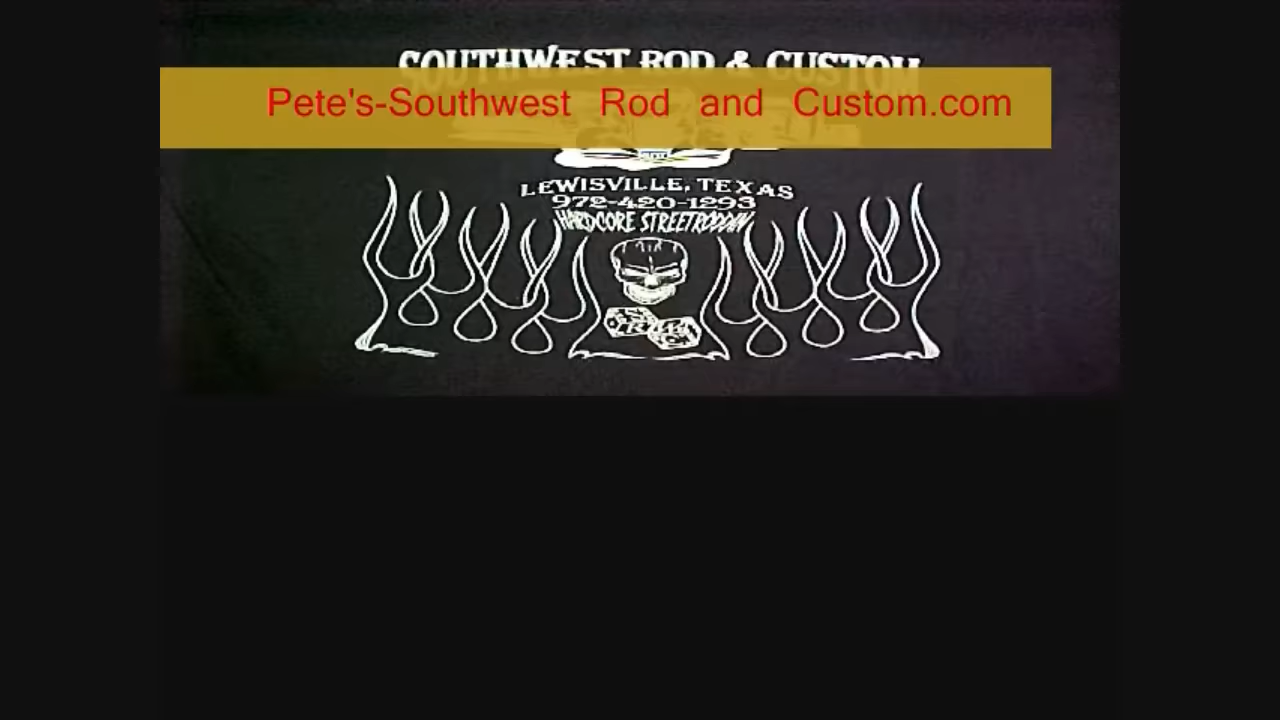 SOUTHWEST ROD & CUSTOM
Pete's-Southwest Rod and Custom.com
LEWISVILLE, TEXAS
972-420-1293
HARDCORE STREETRODDIN